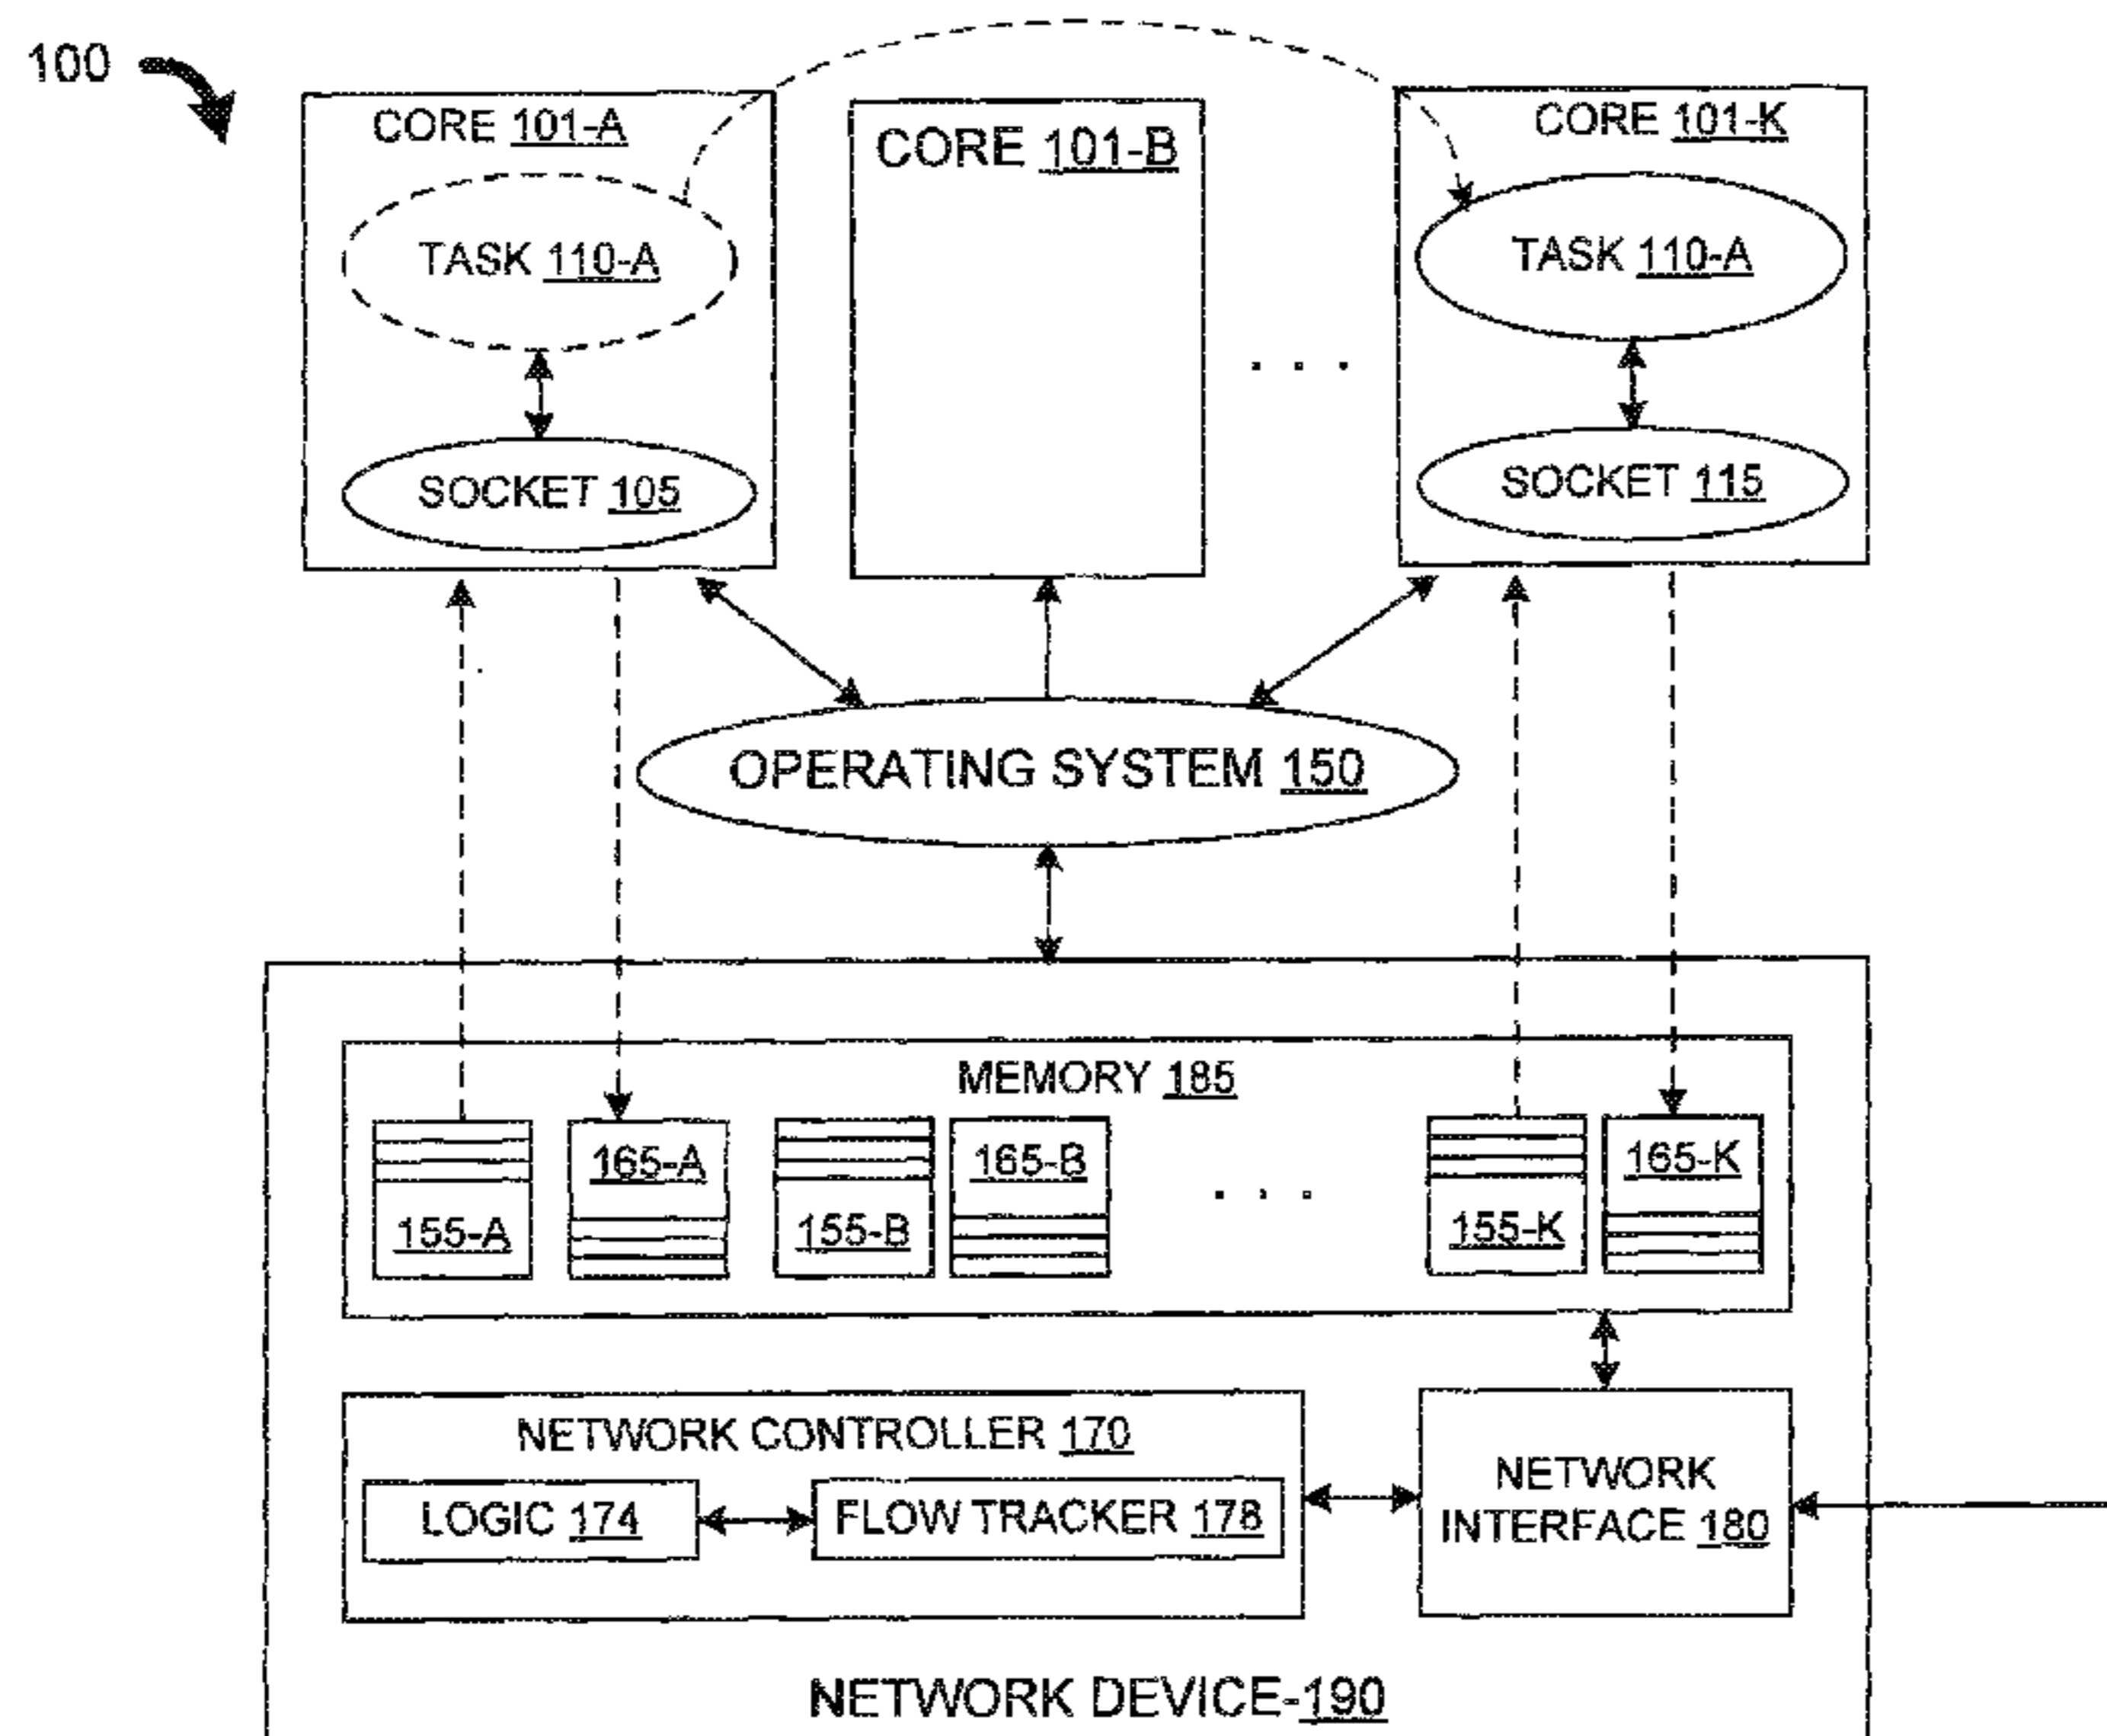 100
CORE 101-A
CORE 101-B
CORE 101-K
TASK 110-A
TASK 110-A
. . .
SOCKET 105
SOCKET 115
OPERATING SYSTEM 150
MEMORY 185
165-A
165-B
165-K
. . .
155-A
155-B
155-K
NETWORK CONTROLLER 170
LOGIC 174
FLOW TRACKER 178
NETWORK
INTERFACE 180
NETWORK DEVICE-190